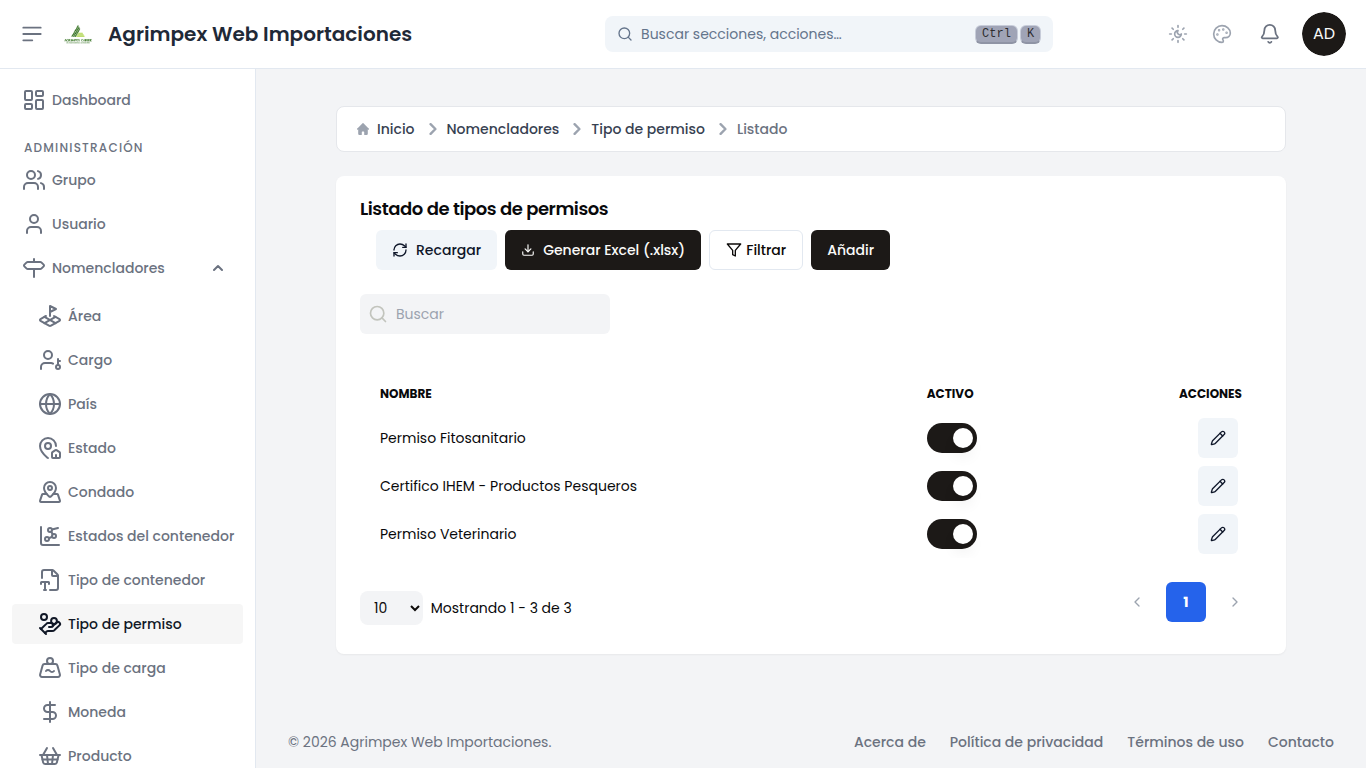 Agrimpex Web Importaciones
Buscar secciones, acciones...
Ctrl K
AD
Dashboard
ADMINISTRACIÓN
Grupo
Usuario
Nomencladores
Área
Cargo
País
Estado
Condado
Estados del contenedor
Tipo de contenedor
Tipo de permiso
Tipo de carga
Moneda
Producto
Inicio > Nomencladores > Tipo de permiso > Listado
Listado de tipos de permisos
Recargar Generar Excel (.xlsx) Filtrar Añadir
Buscar
NOMBRE ACTIVO ACCIONES
Permiso Fitosanitario
Certifico IHEM - Productos Pesqueros
Permiso Veterinario
10 Mostrando 1 - 3 de 3
1
© 2026 Agrimpex Web Importaciones. Acerca de Política de privacidad Términos de uso Contacto